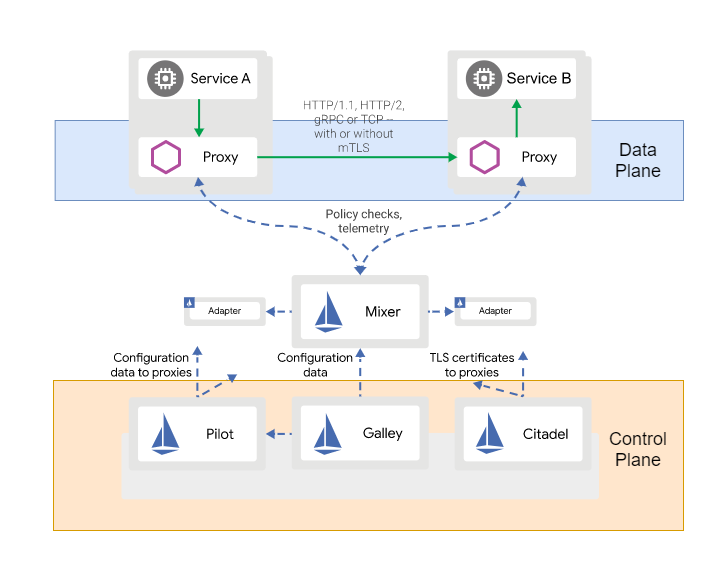 Service A
Service B
HTTP/1.1, HTTP/2,
gRPC or TCP --
with or without
mTLS
Proxy
Proxy
Data
Plane
Policy checks,
telemetry
Adapter
Mixer
Adapter
Configuration
data to proxies
Configuration
data
TLS certificates
to proxies
Pilot
Galley
Citadel
Control
Plane